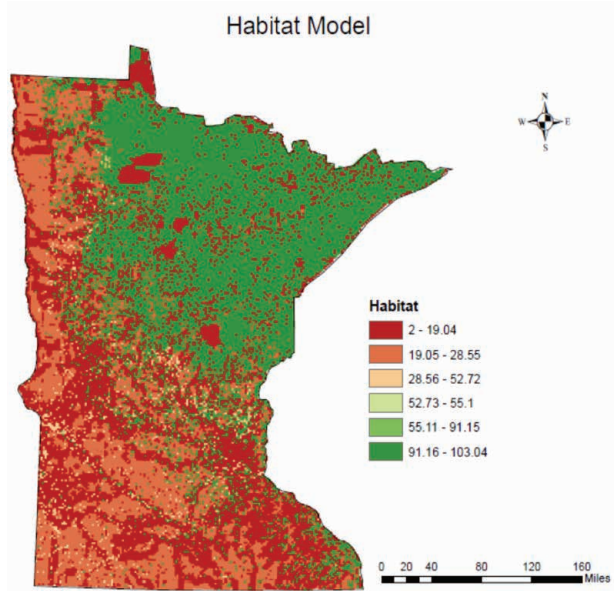 Habitat Model
N
W E
S
Habitat
2 - 19.04
19.05 - 28.55
28.56 - 52.72
52.73 - 55.1
55.11 - 91.15
91.16 - 103.04
0 20 40 80 120 160
Miles